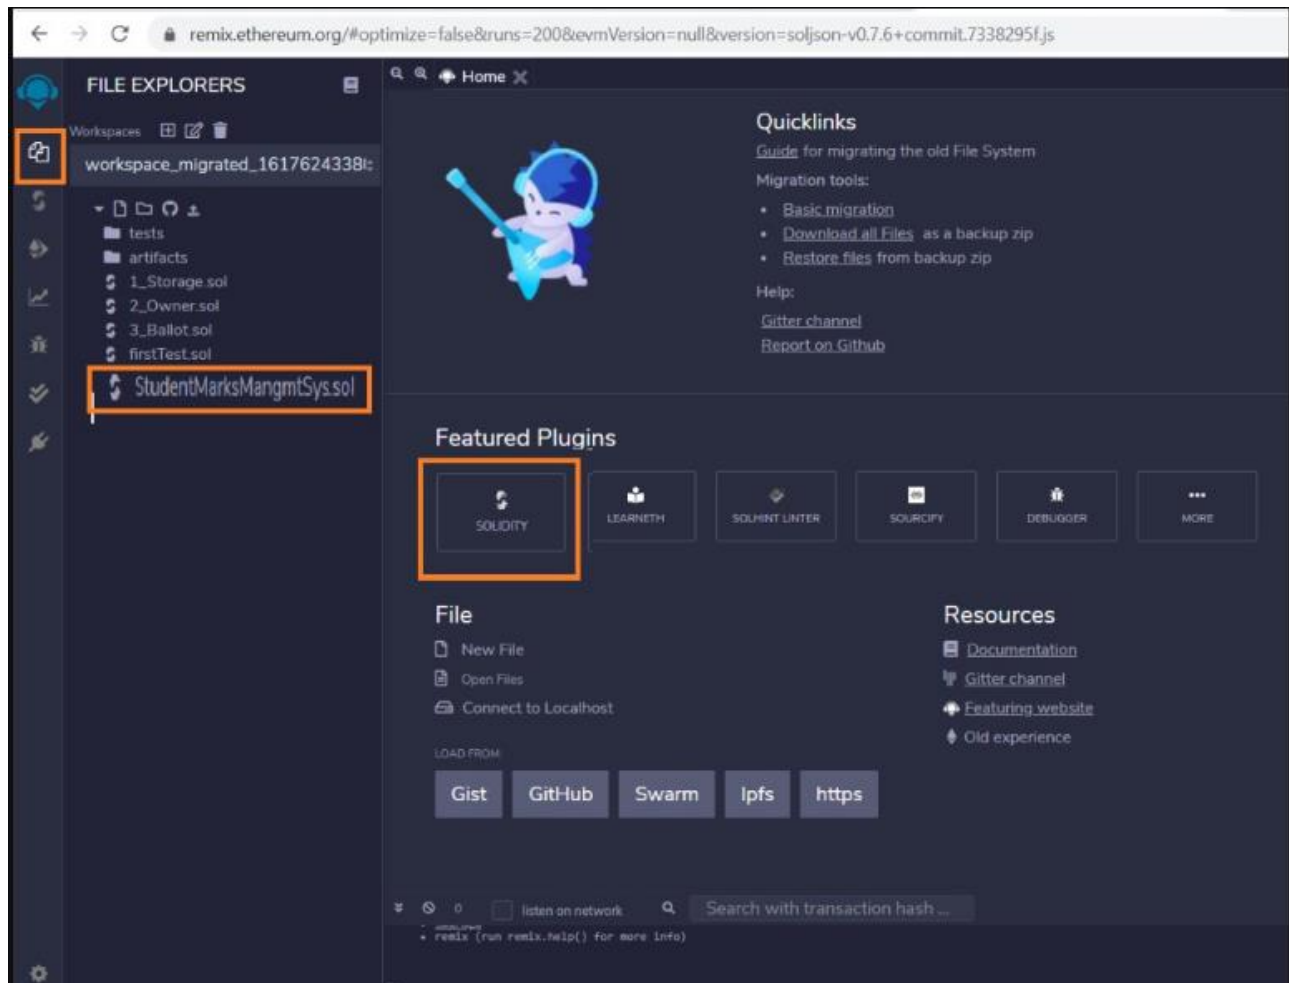 remix.ethereum.org/#optimize=false&runs=200&evmVersion=null&version=soljson-v0.7.6+commit.7338295f.js
FILE EXPLORERS
Workspaces
workspace_migrated_1617624338
tests
artifacts
1_Storage.sol
2_Owner.sol
3_Ballot.sol
firstTest.sol
StudentMarksMangmtSys.sol
Home
Quicklinks
Guide for migrating the old File System
Migration tools:
• Basic migration
• Download all Files as a backup zip
• Restore files from backup zip
Help:
Gitter channel
Report on Github
Featured Plugins
SOLIDITY
LEARNETH
SOLHINT LINTER
SOURCIFY
DEBUGGER
MORE
File
New File
Open Files
Connect to Localhost
LOAD FROM:
Gist GitHub Swarm Ipfs https
Resources
Documentation
Gitter channel
Featuring website
Old experience
0 listen on network Search with transaction hash ...
• remix (run remix.help() for more info)